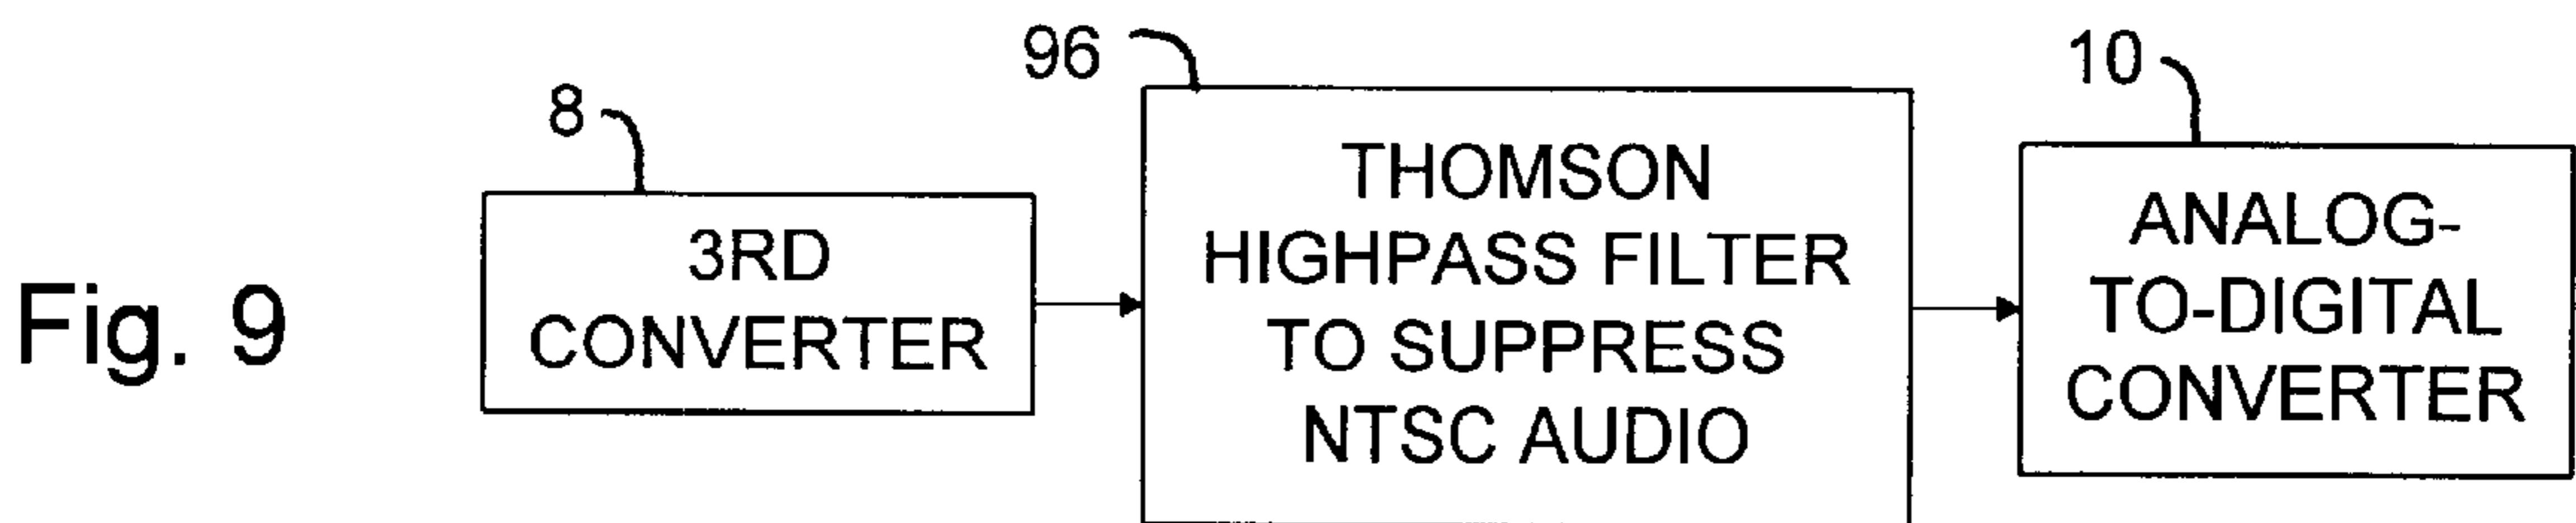 Fig. 9
8
3RD
CONVERTER
96
THOMSON
HIGHPASS FILTER
TO SUPPRESS
NTSC AUDIO
10
ANALOG-
TO-DIGITAL
CONVERTER